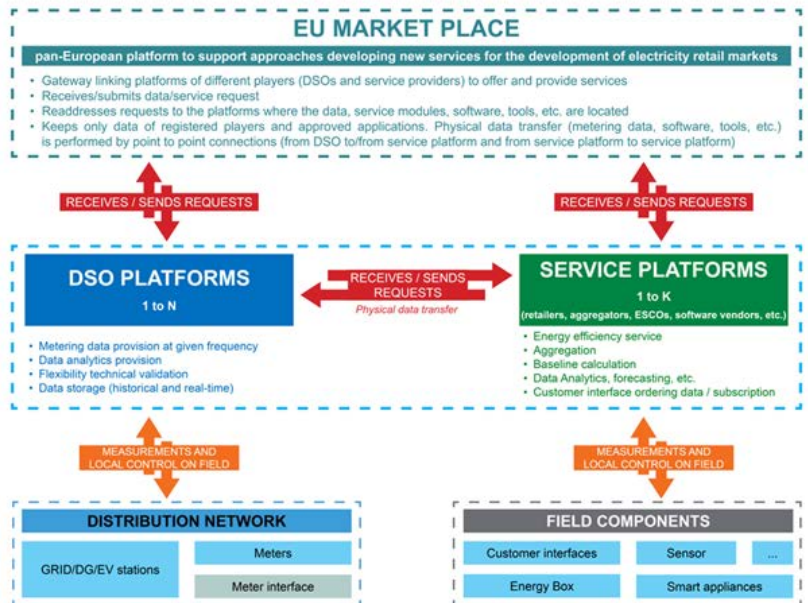 EU MARKET PLACE
pan-European platform to support approaches developing new services for the development of electricity retail markets
• Gateway linking platforms of different players (DSOs and service providers) to offer and provide services
• Receives/submits data/service request
• Readdresses requests to the platforms where the data, service modules, software, tools, etc. are located
• Keeps only data of registered players and approved applications. Physical data transfer (metering data, software, tools, etc.)
is performed by point to point connections (from DSO to/from service platform and from service platform to service platform)
RECEIVES / SENDS REQUESTS
RECEIVES / SENDS REQUESTS
DSO PLATFORMS
1 to N
• Metering data provision at given frequency
• Data analytics provision
• Flexibility technical validation
• Data storage (historical and real-time)
RECEIVES / SENDS
REQUESTS
Physical data transfer
SERVICE PLATFORMS
1 to K
(retailers, aggregators, ESCOs, software vendors, etc.)
• Energy efficiency service
• Aggregation
• Baseline calculation
• Data Analytics, forecasting, etc.
• Customer interface ordering data / subscription
MEASUREMENTS AND
LOCAL CONTROL ON FIELD
MEASUREMENTS AND
LOCAL CONTROL ON FIELD
DISTRIBUTION NETWORK
GRID/DG/EV stations
Meters
Meter interface
FIELD COMPONENTS
Customer interfaces
Sensor
...
Energy Box
Smart appliances